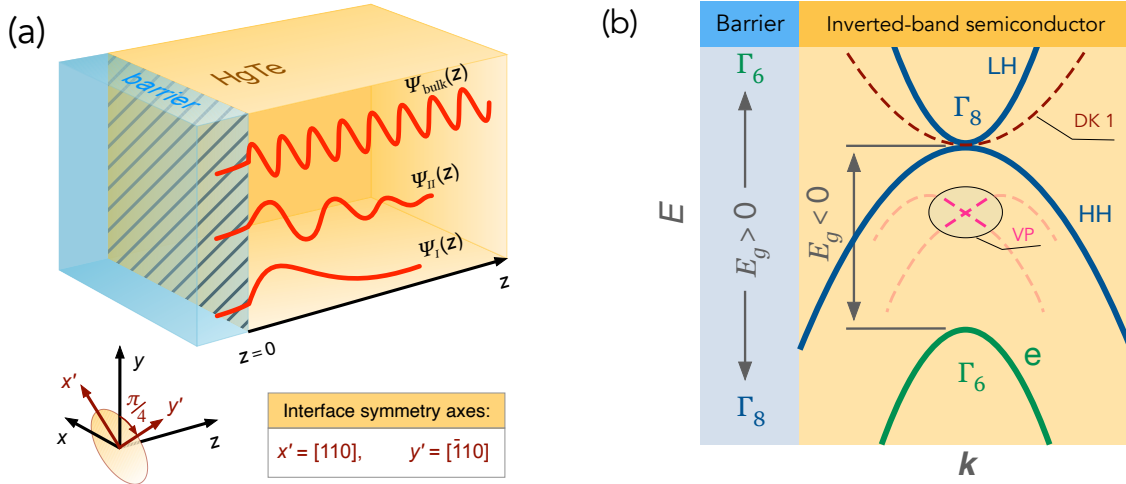 (a)
HgTe
barrier
Ψbulk(z)
ΨII(z)
ΨI(z)
z
z = 0
y
x′
π/4
y′
x
z
Interface symmetry axes:
x′ = [110], y′ = [1̄10]
(b)
Barrier
Inverted-band semiconductor
Γ6
LH
Γ8
DK 1
E
Eg > 0
Eg < 0
HH
VP
e
Γ6
Γ8
k